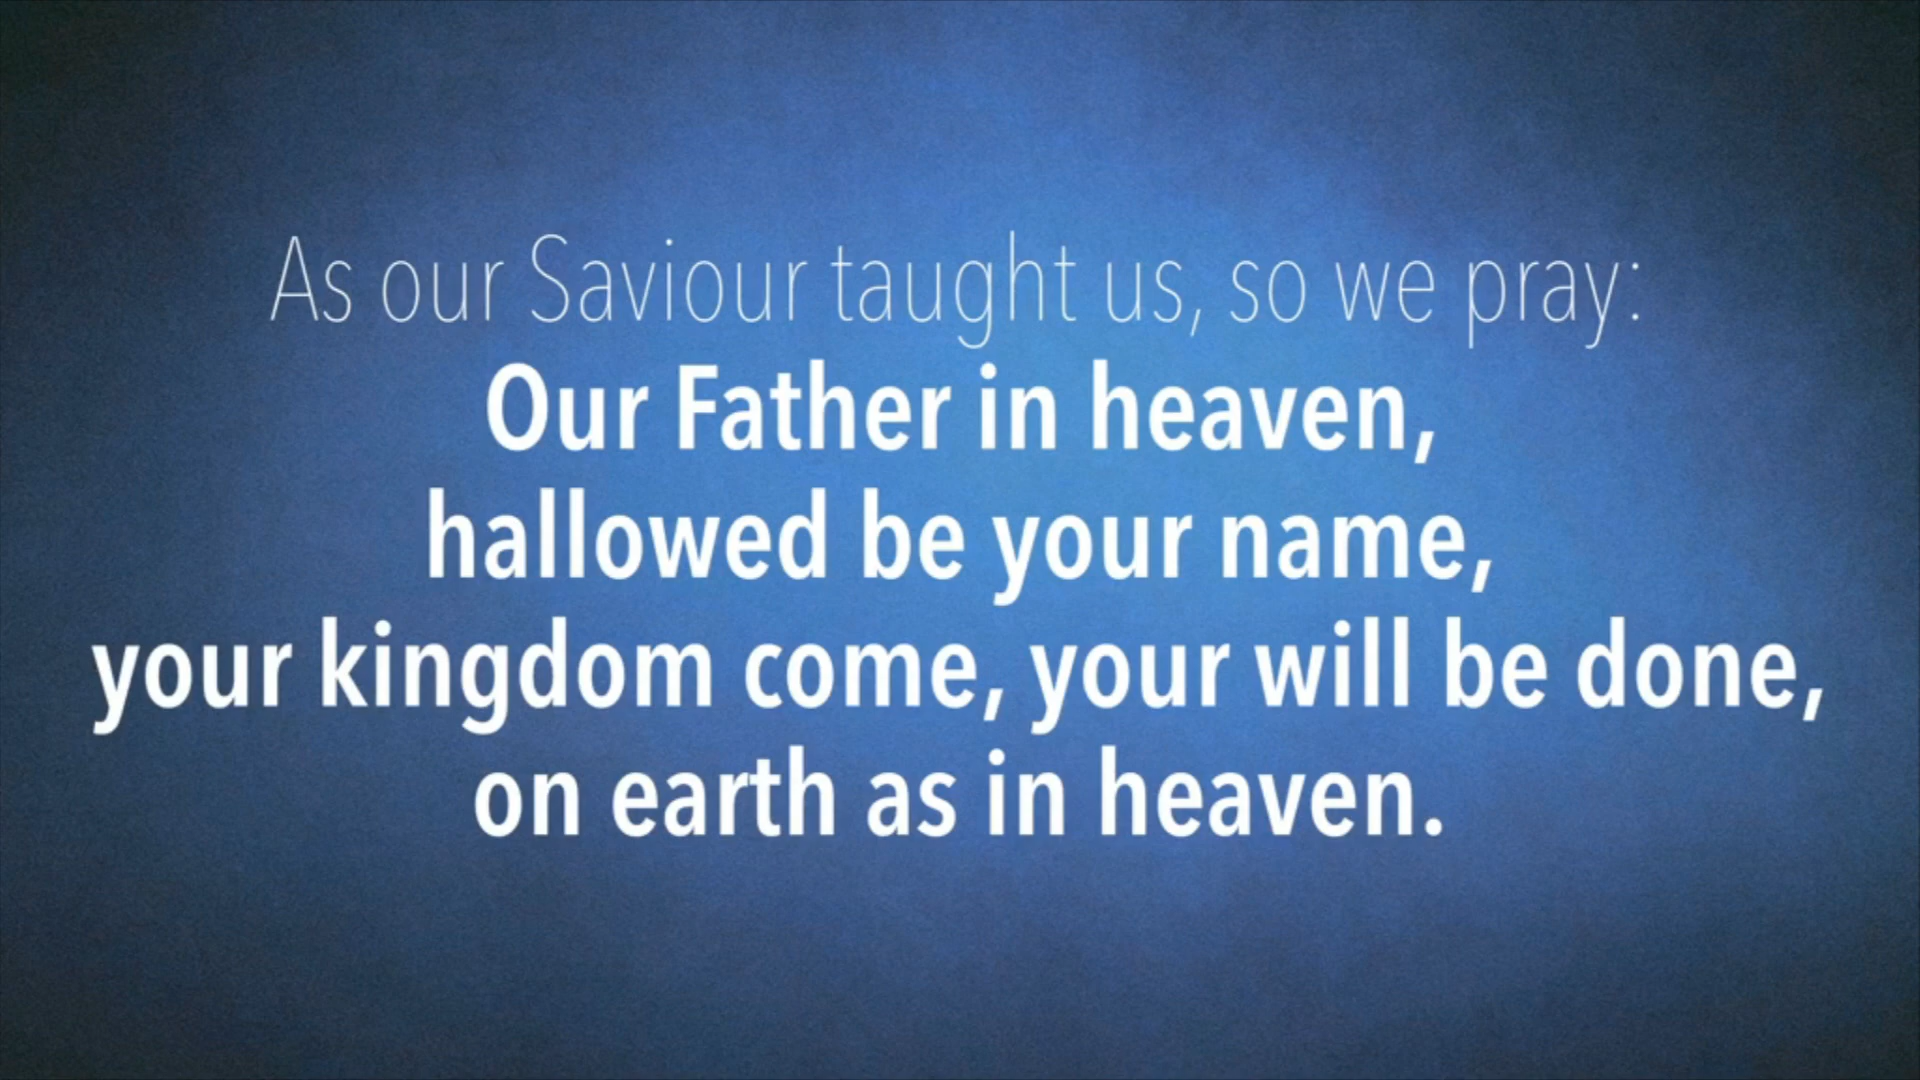 As our Saviour taught us, so we pray:
Our Father in heaven,
hallowed be your name,
your kingdom come, your will be done,
on earth as in heaven.